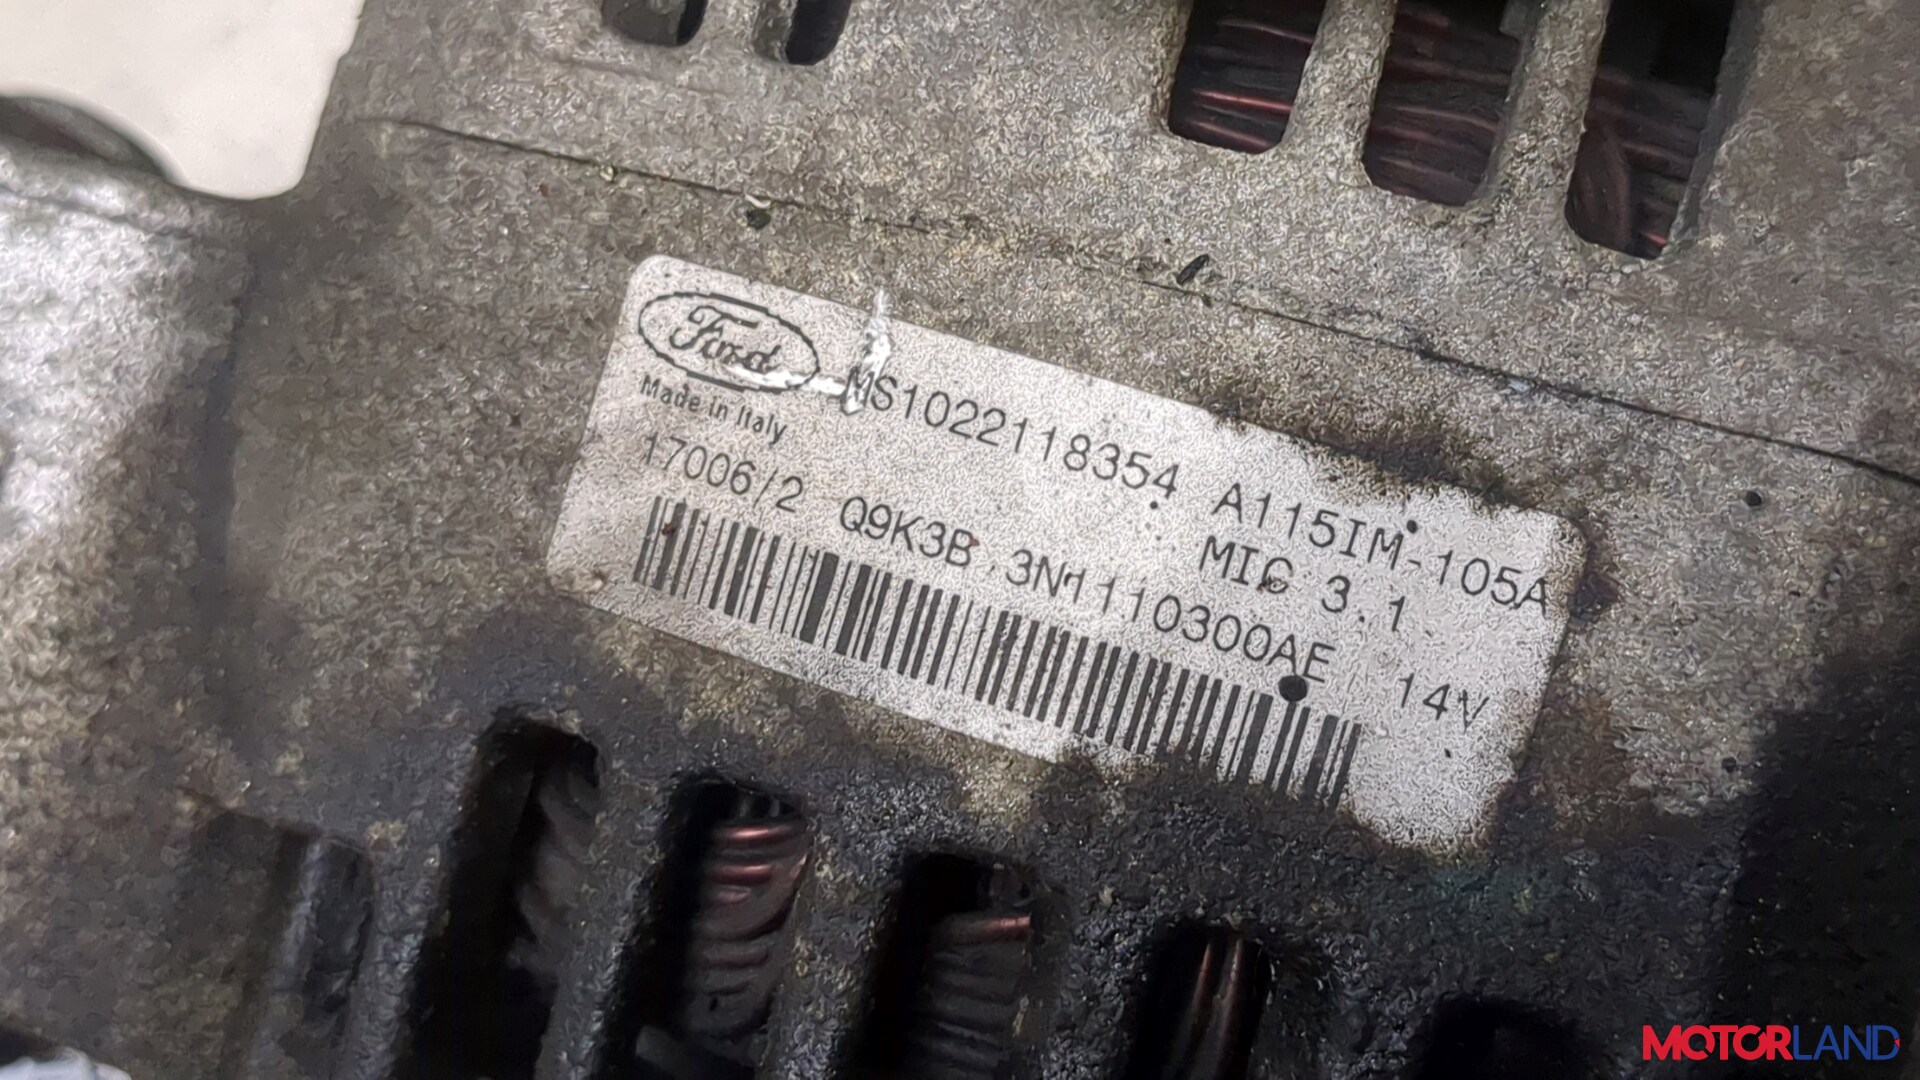 Ford
MS1022118354 A115IM-105A
Made in Italy
MIC 3.1
17006/2 Q9K3B 3N1110300AE 14V
MOTORLAND